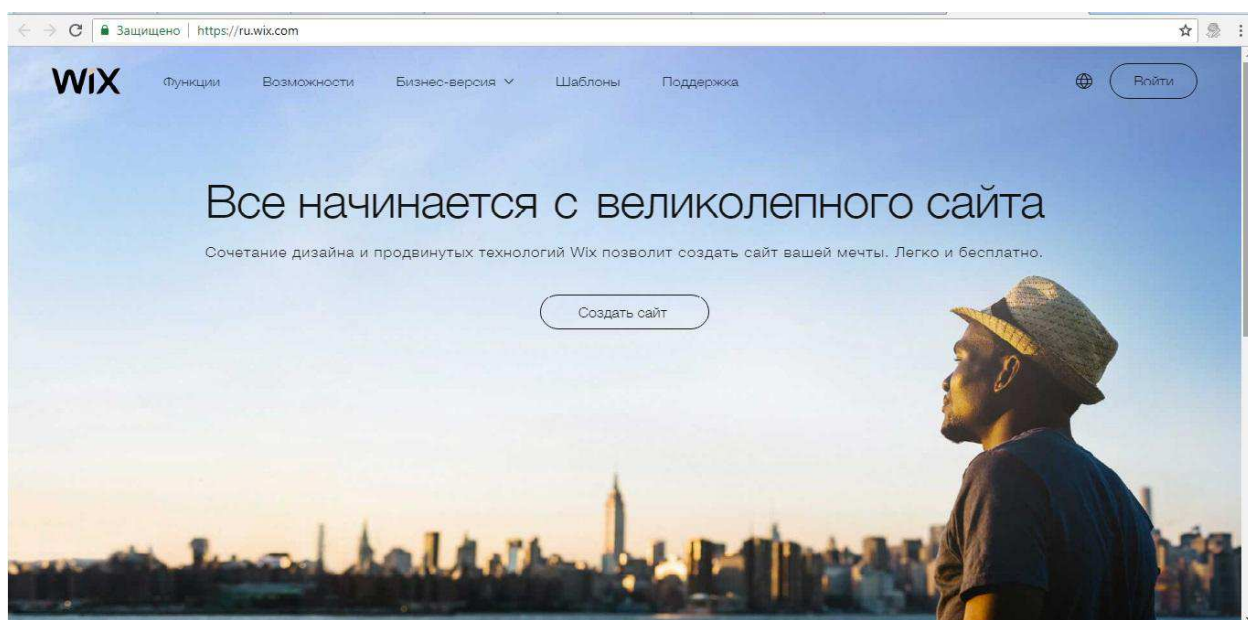 Защищено | https://ru.wix.com
WiX Функции Возможности Бизнес-версия Шаблоны Поддержка Войти
Все начинается с великолепного сайта
Сочетание дизайна и продвинутых технологий Wix позволит создать сайт вашей мечты. Легко и бесплатно.
Создать сайт